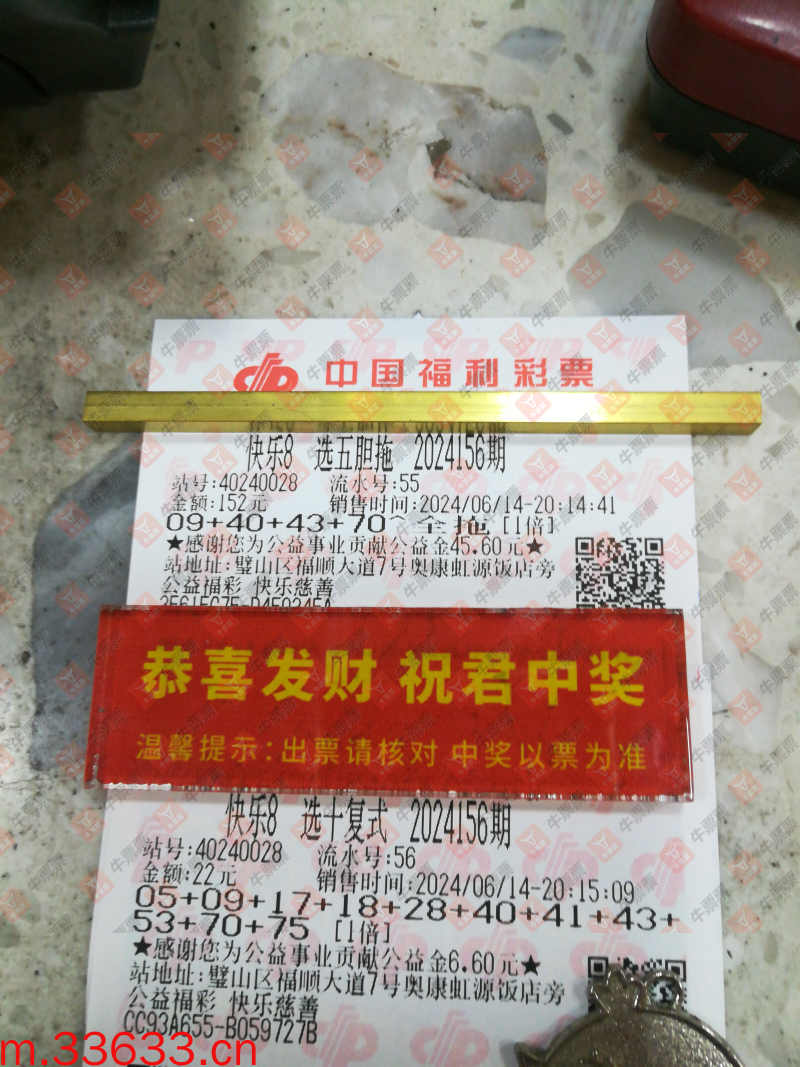 中国福利彩票
快乐8 选五胆拖 2024156期
站号:40240028 流水号:55
金额:152元 销售时间:2024/06/14-20:14:41
09+40+43+70~全拖[1倍]
★感谢您为公益事业贡献公益金45.60元★
站地址:璧山区福顺大道7号奥康虹源饭店旁
公益福彩 快乐慈善
恭喜发财 祝君中奖
温馨提示:出票请核对 中奖以票为准
快乐8 选十复式 2024156期
站号:40240028 流水号:56
金额:22元 销售时间:2024/06/14-20:15:09
05+09+17+18+28+40+41+43+
53+70+75 [1倍]
★感谢您为公益事业贡献公益金6.60元★
站地址:璧山区福顺大道7号奥康虹源饭店旁
公益福彩 快乐慈善
CC93A655-B059727B
m.33633.cn
牛票票